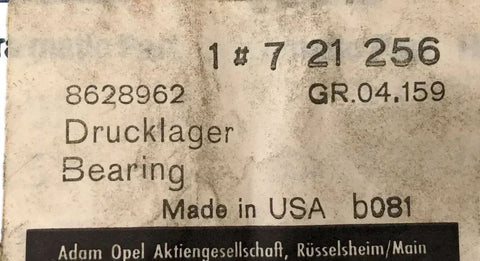 1 # 7 21 256
8628962 GR.04.159
Drucklager
Bearing
Made in USA b081
Adam Opel Aktiengesellschaft, Rüsselsheim/Main